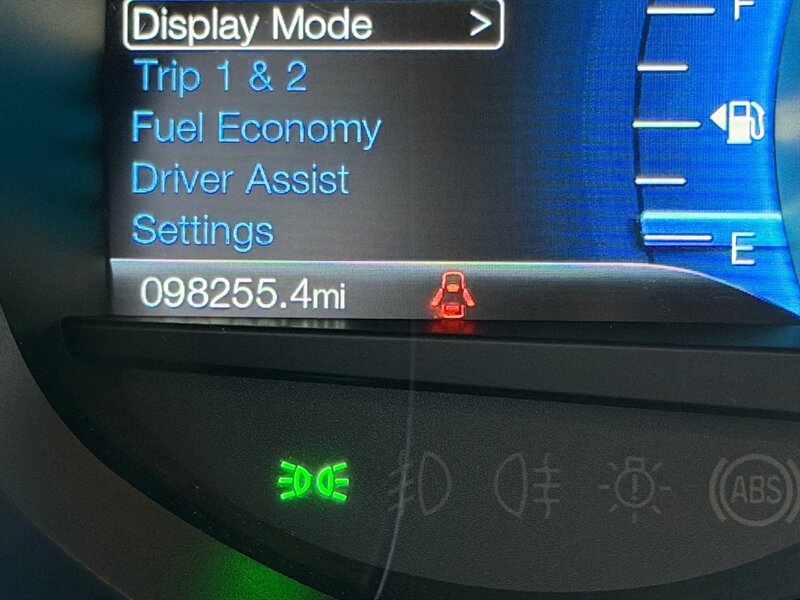 Display Mode >
Trip 1 & 2
Fuel Economy
Driver Assist
Settings
098255.4mi
F
E
ABS